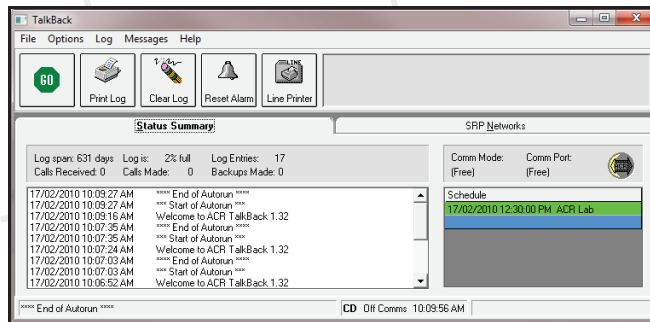 TalkBack
File Options Log Messages Help
GO
Print Log
Clear Log
Reset Alarm
LINE
Line Printer
Status Summary
SRP Networks
Log span: 631 days Log is: 2% full Log Entries: 17
Calls Received: 0 Calls Made: 0 Backups Made: 0
Comm Mode: Comm Port:
(Free) (Free)
ACR
17/02/2010 10:09:27 AM **** End of Autorun ****
17/02/2010 10:09:27 AM *** Start of Autorun ***
17/02/2010 10:09:16 AM Welcome to ACR TalkBack 1.32
17/02/2010 10:07:35 AM **** End of Autorun ****
17/02/2010 10:07:35 AM *** Start of Autorun ***
17/02/2010 10:07:24 AM Welcome to ACR TalkBack 1.32
17/02/2010 10:07:03 AM **** End of Autorun ****
17/02/2010 10:07:03 AM *** Start of Autorun ***
17/02/2010 10:06:52 AM Welcome to ACR TalkBack 1.32
Schedule
17/02/2010 12:30:00 PM ACR Lab
**** End of Autorun ****
CD Off Comms 10:09:56 AM